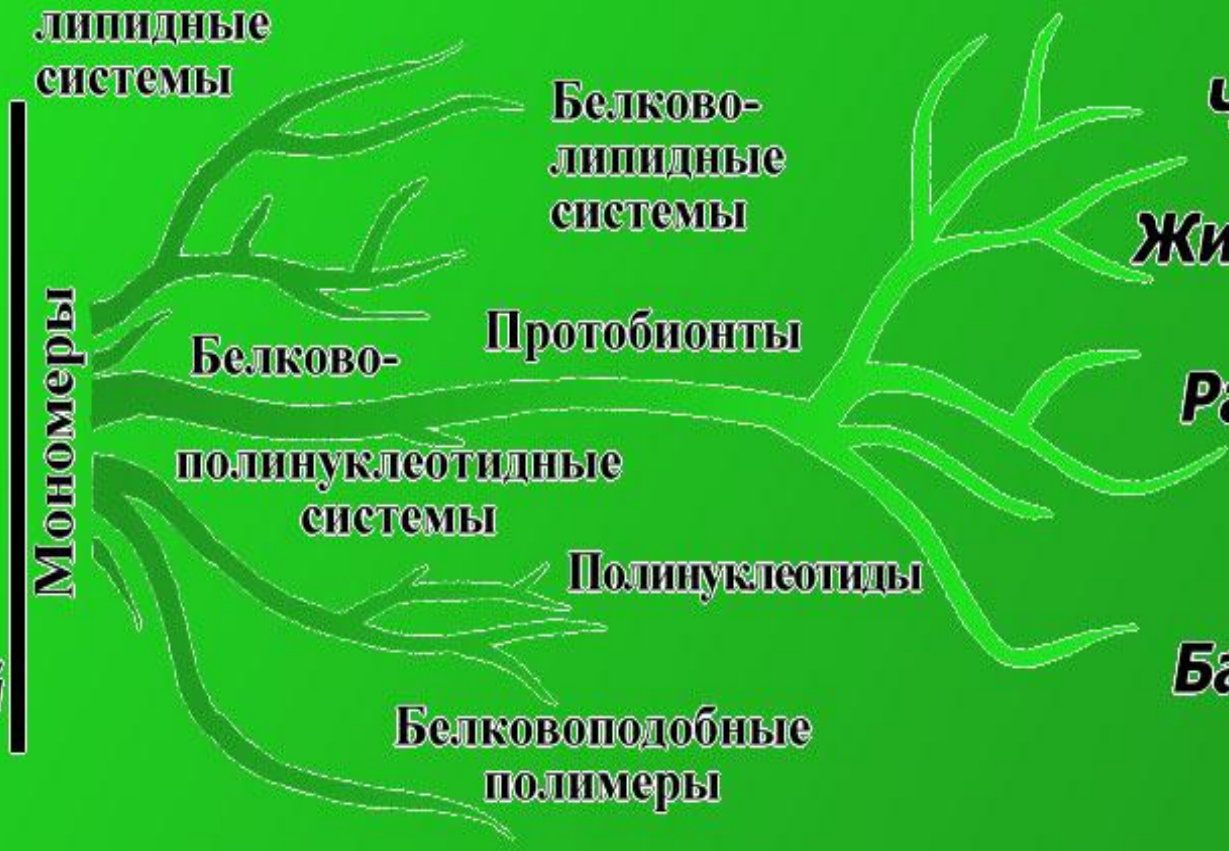 липидные
системы
Белково-
липидные
системы
Мономеры
Протобионты
Белково-
полинуклеотидные
системы
Полинуклеотиды
Белковоподобные
полимеры